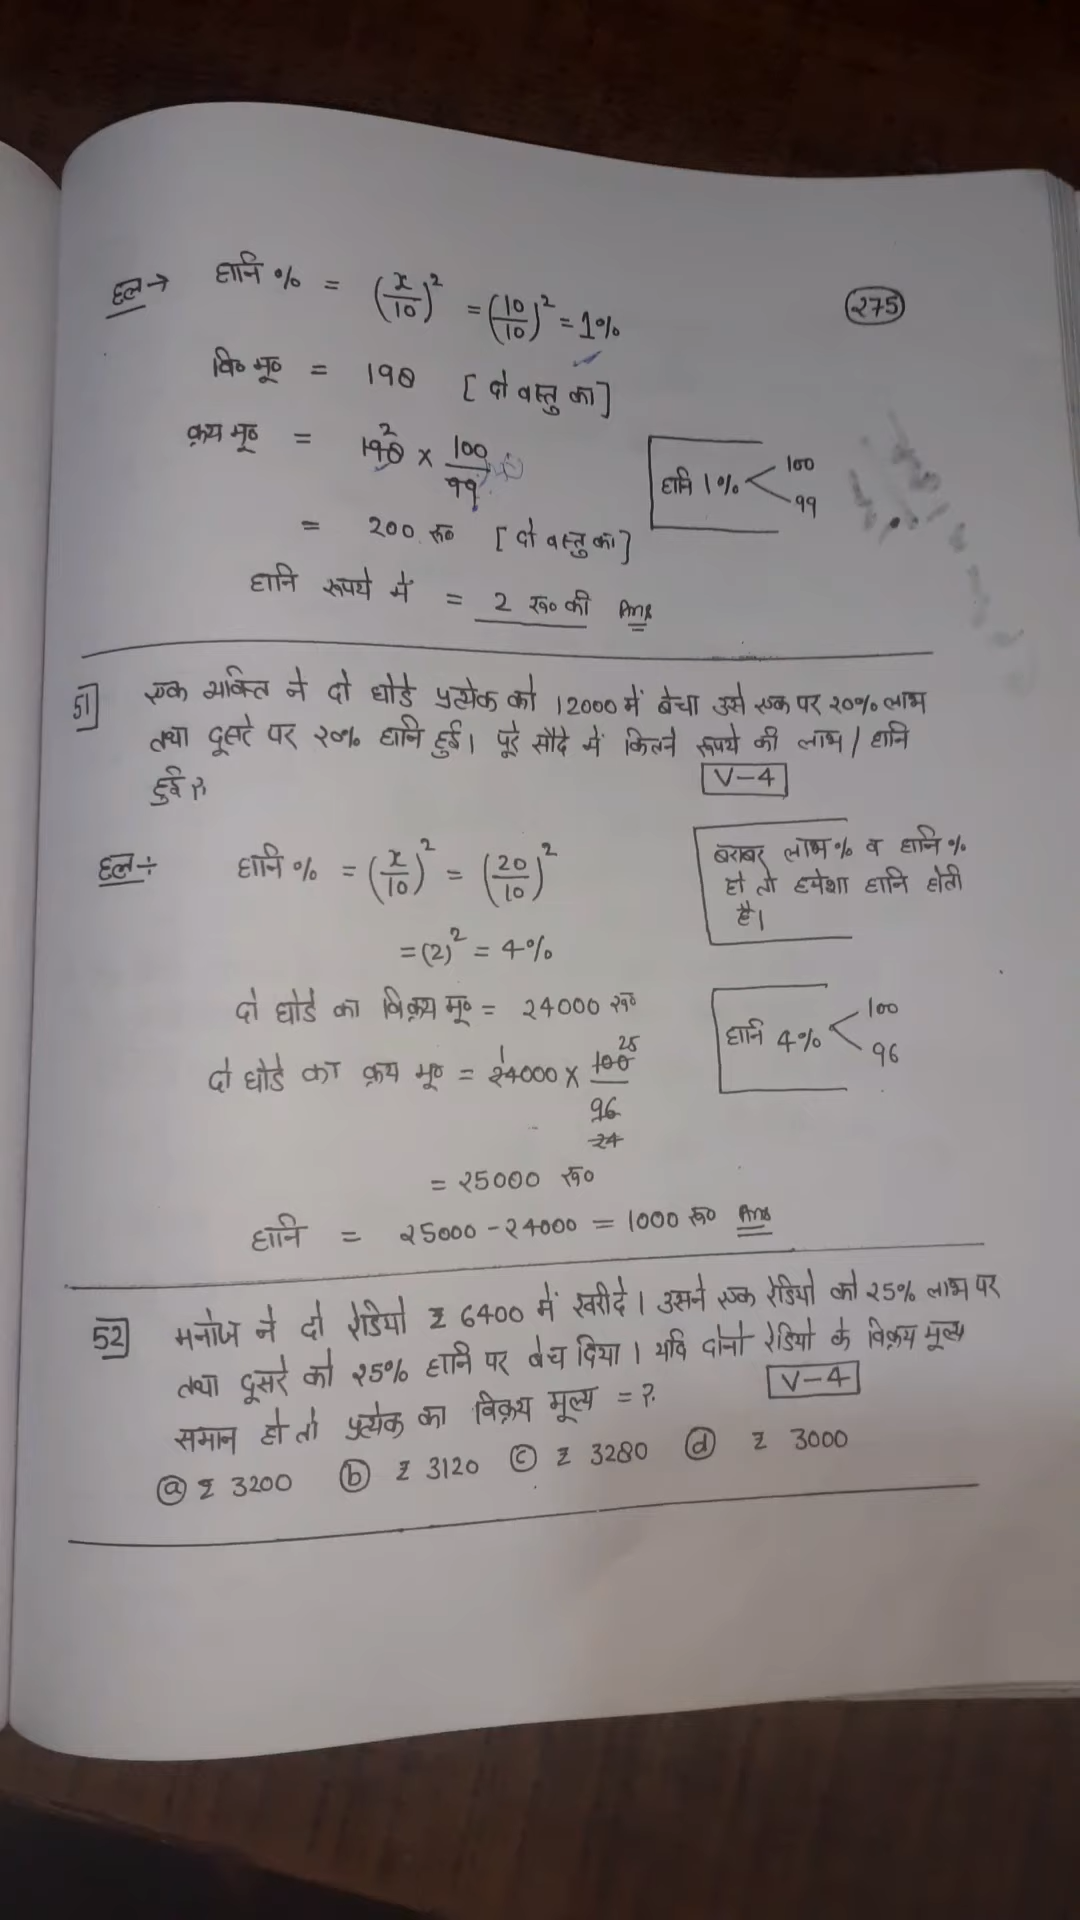 हल → हानि % = (x/10)² = (10/10)² = 1%
275
वि० मू० = 198 [दो वस्तु का]
क्रय मू० = 198 × 100/99
2
हानि 1% < 100
99
= 200 रू० [दो वस्तु का]
हानि रूपये में = 2 रू० की Ans
51] एक व्यक्ति ने दो घोडे प्रत्येक को 12000 में बेचा उसे एक पर 20% लाभ
तथा दूसरे पर 20% हानि हुई। पूरे सौदे में कितने रूपये की लाभ / हानि
हुई ?. V-4
हल ÷ हानि % = (x/10)² = (20/10)²
बराबर लाभ% व हानि%
हो तो हमेशा हानि होती
है।
= (2)² = 4%
दो घोडे का विक्रय मू० = 24000 रू०
हानि 4% < 100
96
दो घोडे का क्रय मू० = 24000 × 100/96
1 25
24
= 25000 रू०
हानि = 25000 - 24000 = 1000 रू० Ans
52] मनोज ने दो रेडियो ₹ 6400 में खरीदे। उसने एक रेडियो को 25% लाभ पर
तथा दूसरे को 25% हानि पर बेच दिया। यदि दोनो रेडियो के विक्रय मूल्य
समान हो तो प्रत्येक का विक्रय मूल्य = ?. V-4
ⓐ ₹ 3200 ⓑ ₹ 3120 ⓒ ₹ 3280 ⓓ ₹ 3000